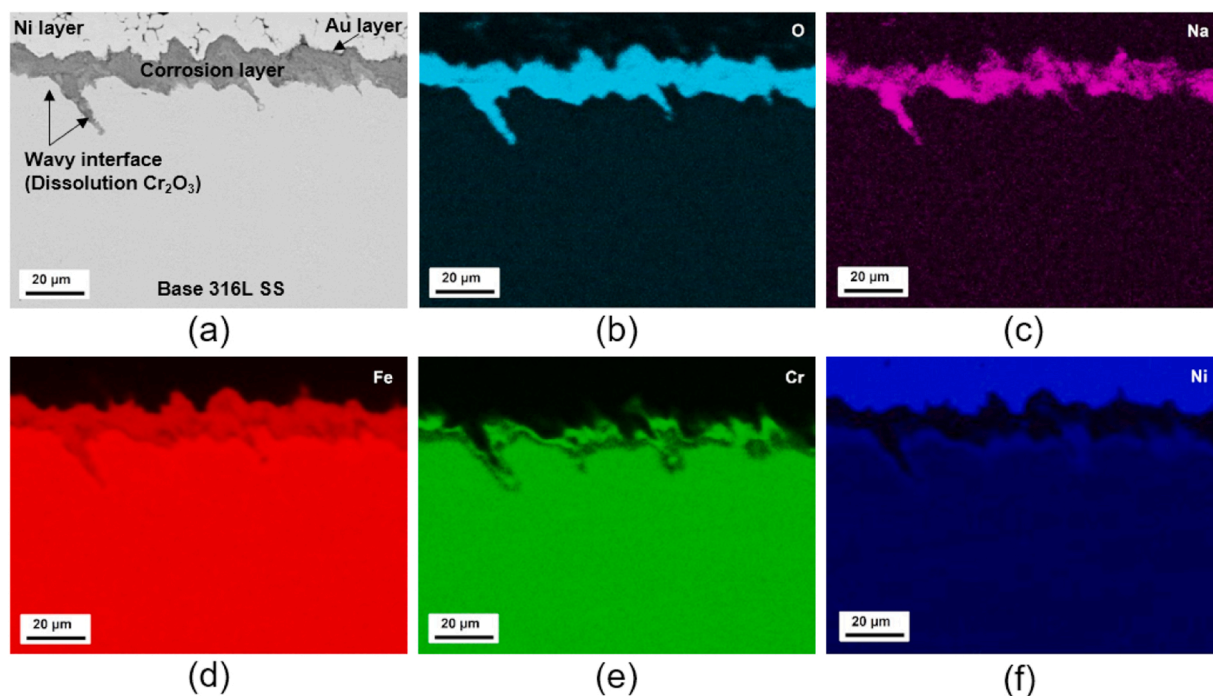 Ni layer
Au layer
Corrosion layer
Wavy interface
(Dissolution Cr₂O₃)
20 µm
Base 316L SS
(a)
O
20 µm
(b)
Na
20 µm
(c)
Fe
20 µm
(d)
Cr
20 µm
(e)
Ni
20 µm
(f)